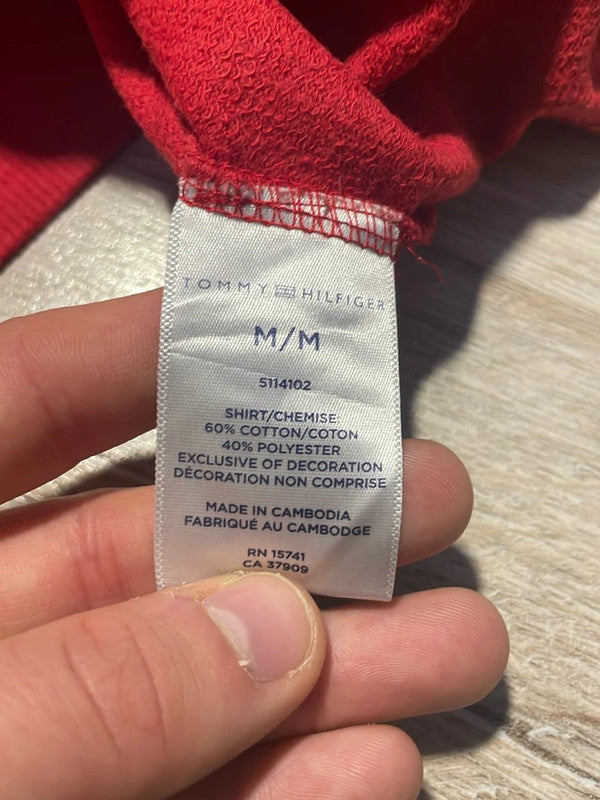 TOMMY HILFIGER
M/M
5114102
SHIRT/CHEMISE:
60% COTTON/COTON
40% POLYESTER
EXCLUSIVE OF DECORATION
DÉCORATION NON COMPRISE
MADE IN CAMBODIA
FABRIQUÉ AU CAMBODGE
RN 15741
CA 37909